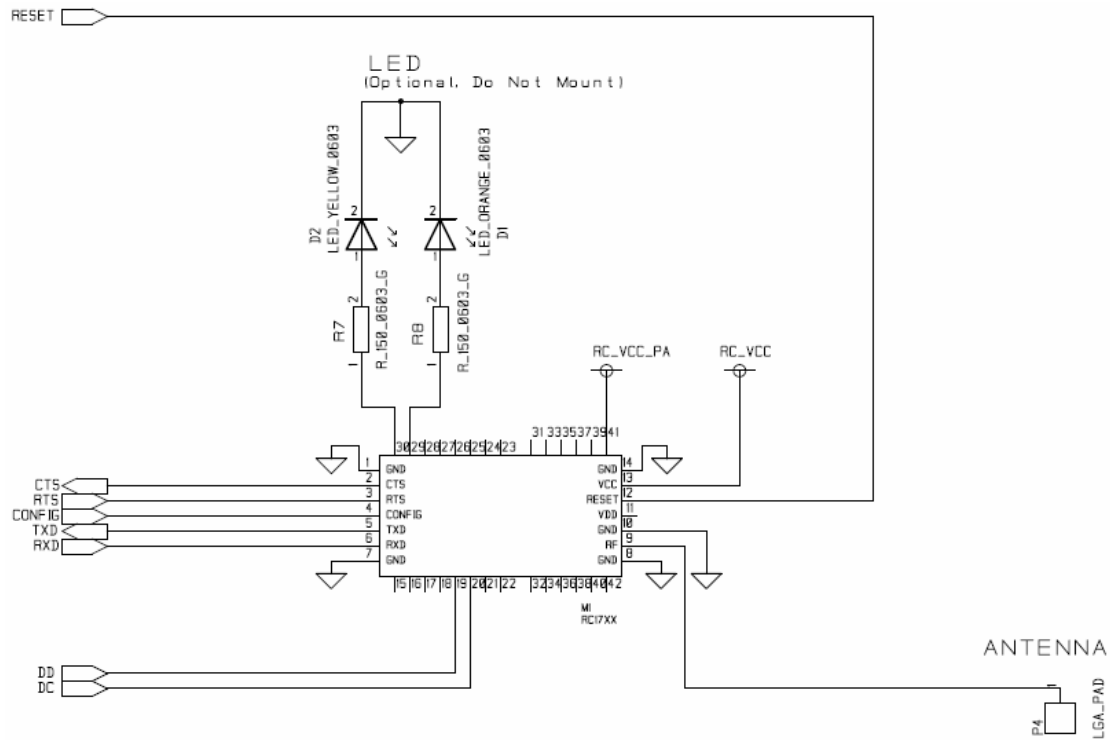 RESET
LED
(Optional, Do Not Mount)
D2
LED_YELLOW_0603
2
1
2
1
LED_ORANGE_0603
D1
R7
2
1
R_150_0603_G
R8
2
1
R_150_0603_G
RC_VCC_PA
RC_VCC
30 29 28 27 26 25 24 23
31 33 35 37 39 41
1 GND
2 CTS
3 RTS
4 CONFIG
5 TXD
6 RXD
7 GND
GND 14
VCC 13
RESET 12
VDD 11
GND 10
RF 9
GND 8
CTS
RTS
CONFIG
TXD
RXD
15 16 17 18 19 20 21 22
32 34 36 38 40 42
M1
RC17XX
DD
DC
ANTENNA
1
P4
LGA_PAD